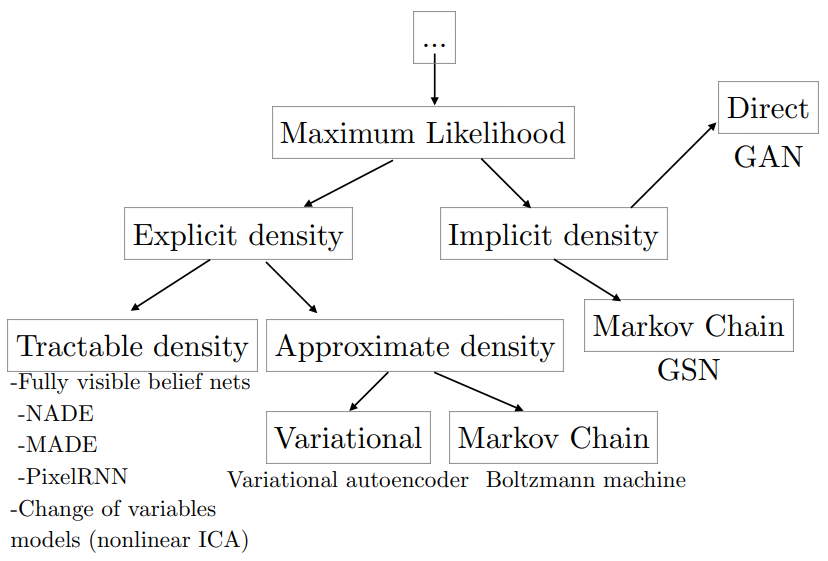 ...
Maximum Likelihood
Direct
GAN
Explicit density
Implicit density
Markov Chain
GSN
Tractable density
-Fully visible belief nets
-NADE
-MADE
-PixelRNN
-Change of variables
models (nonlinear ICA)
Approximate density
Variational
Variational autoencoder
Markov Chain
Boltzmann machine